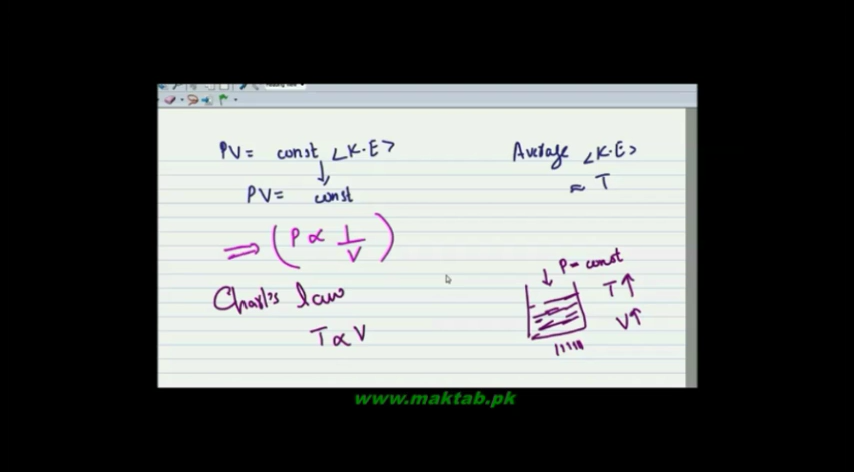 PV = const <K.E>
PV = const
⇒ (P ∝ 1/V)
Charl's law
T ∝ V
Average <K.E>
≈ T
↓ P = const
T↑
V↑
www.maktab.pk